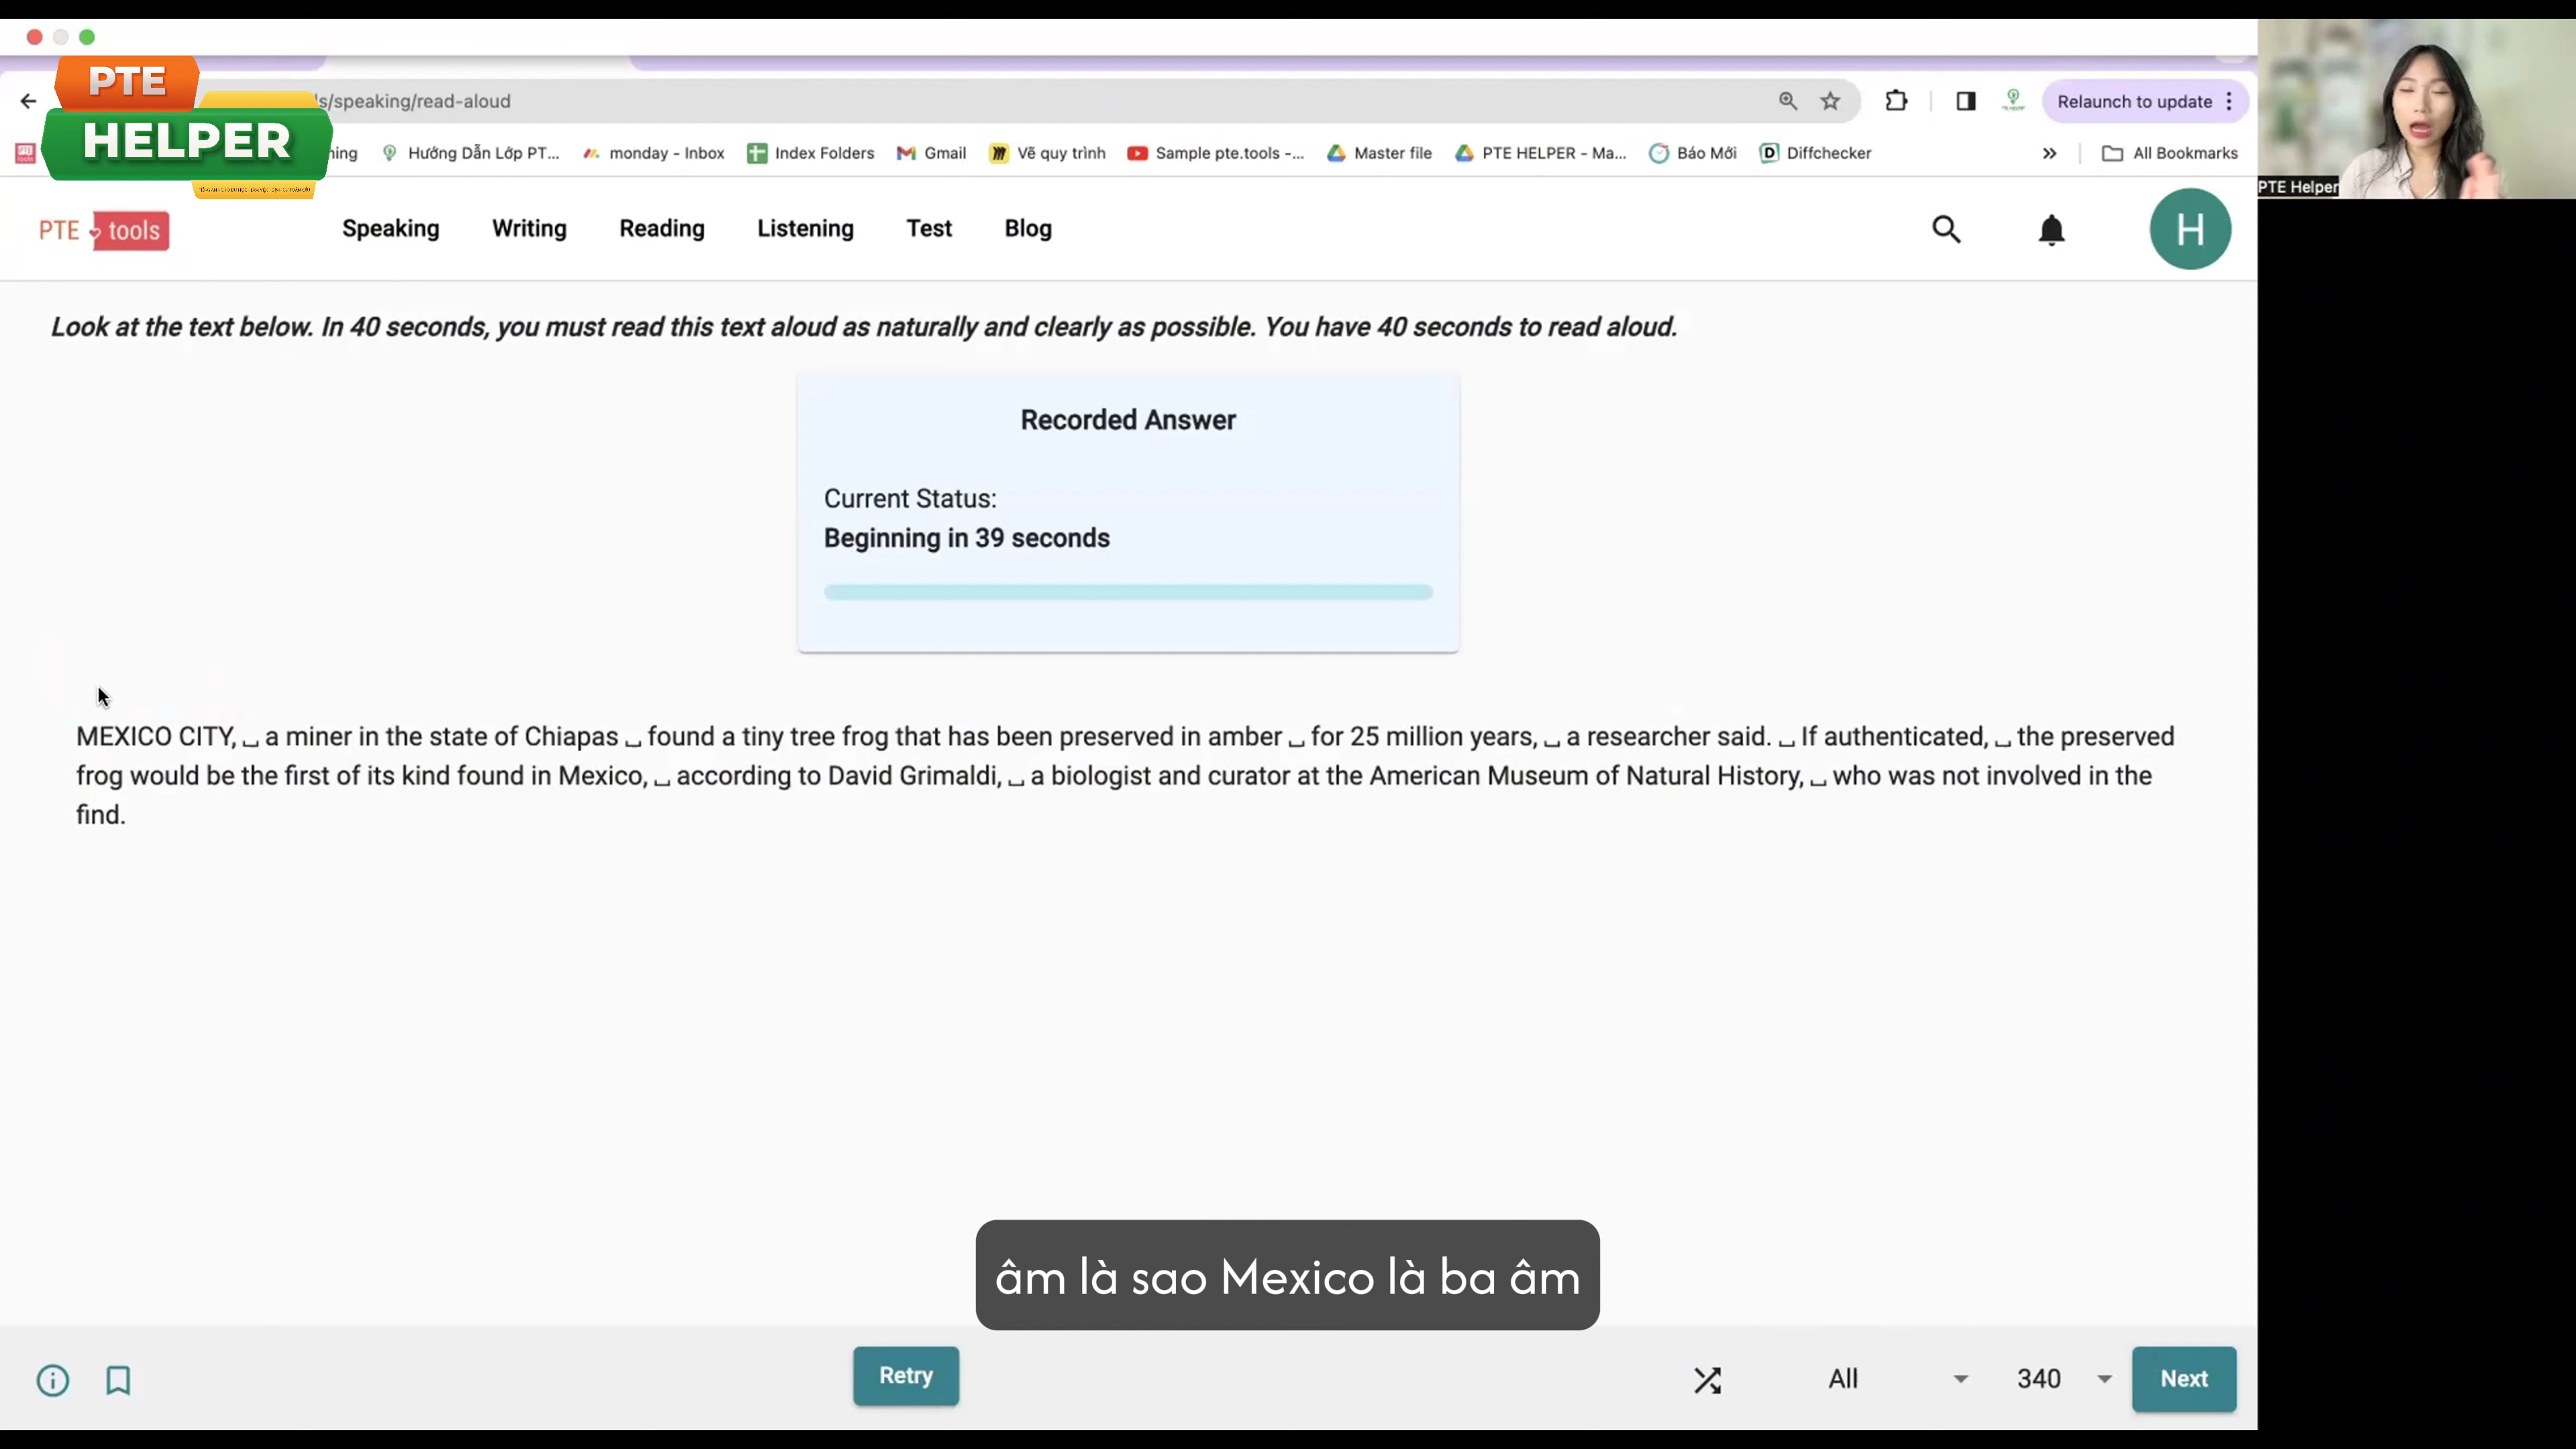 PTE
HELPER
ls/speaking/read-aloud
Relaunch to update
ning
Hướng Dẫn Lớp PT...
monday - Inbox
Index Folders
Gmail
Vẽ quy trình
Sample pte.tools -...
Master file
PTE HELPER - Ma...
Báo Mới
Diffchecker
All Bookmarks
PTE Helper
PTE tools
Speaking
Writing
Reading
Listening
Test
Blog
H
Look at the text below. In 40 seconds, you must read this text aloud as naturally and clearly as possible. You have 40 seconds to read aloud.
Recorded Answer
Current Status:
Beginning in 39 seconds
MEXICO CITY, ⎵ a miner in the state of Chiapas ⎵ found a tiny tree frog that has been preserved in amber ⎵ for 25 million years, ⎵ a researcher said. ⎵ If authenticated, ⎵ the preserved
frog would be the first of its kind found in Mexico, ⎵ according to David Grimaldi, ⎵ a biologist and curator at the American Museum of Natural History, ⎵ who was not involved in the
find.
âm là sao Mexico là ba âm
Retry
All
340
Next